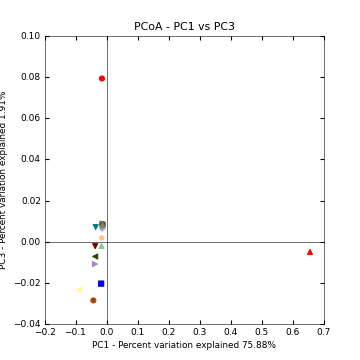 PCoA - PC1 vs PC3
0.10
0.08
0.06
0.04
0.02
0.00
−0.02
−0.04
PC3 - Percent variation explained 1.91%
−0.2 −0.1 0.0 0.1 0.2 0.3 0.4 0.5 0.6 0.7
PC1 - Percent variation explained 75.88%